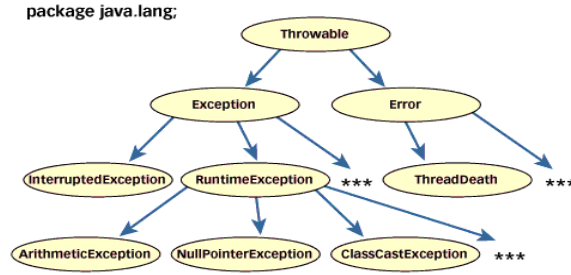 package java.lang;
Throwable
Exception
Error
InterruptedException
RuntimeException
***
ThreadDeath
***
ArithmeticException
NullPointerException
ClassCastException
***